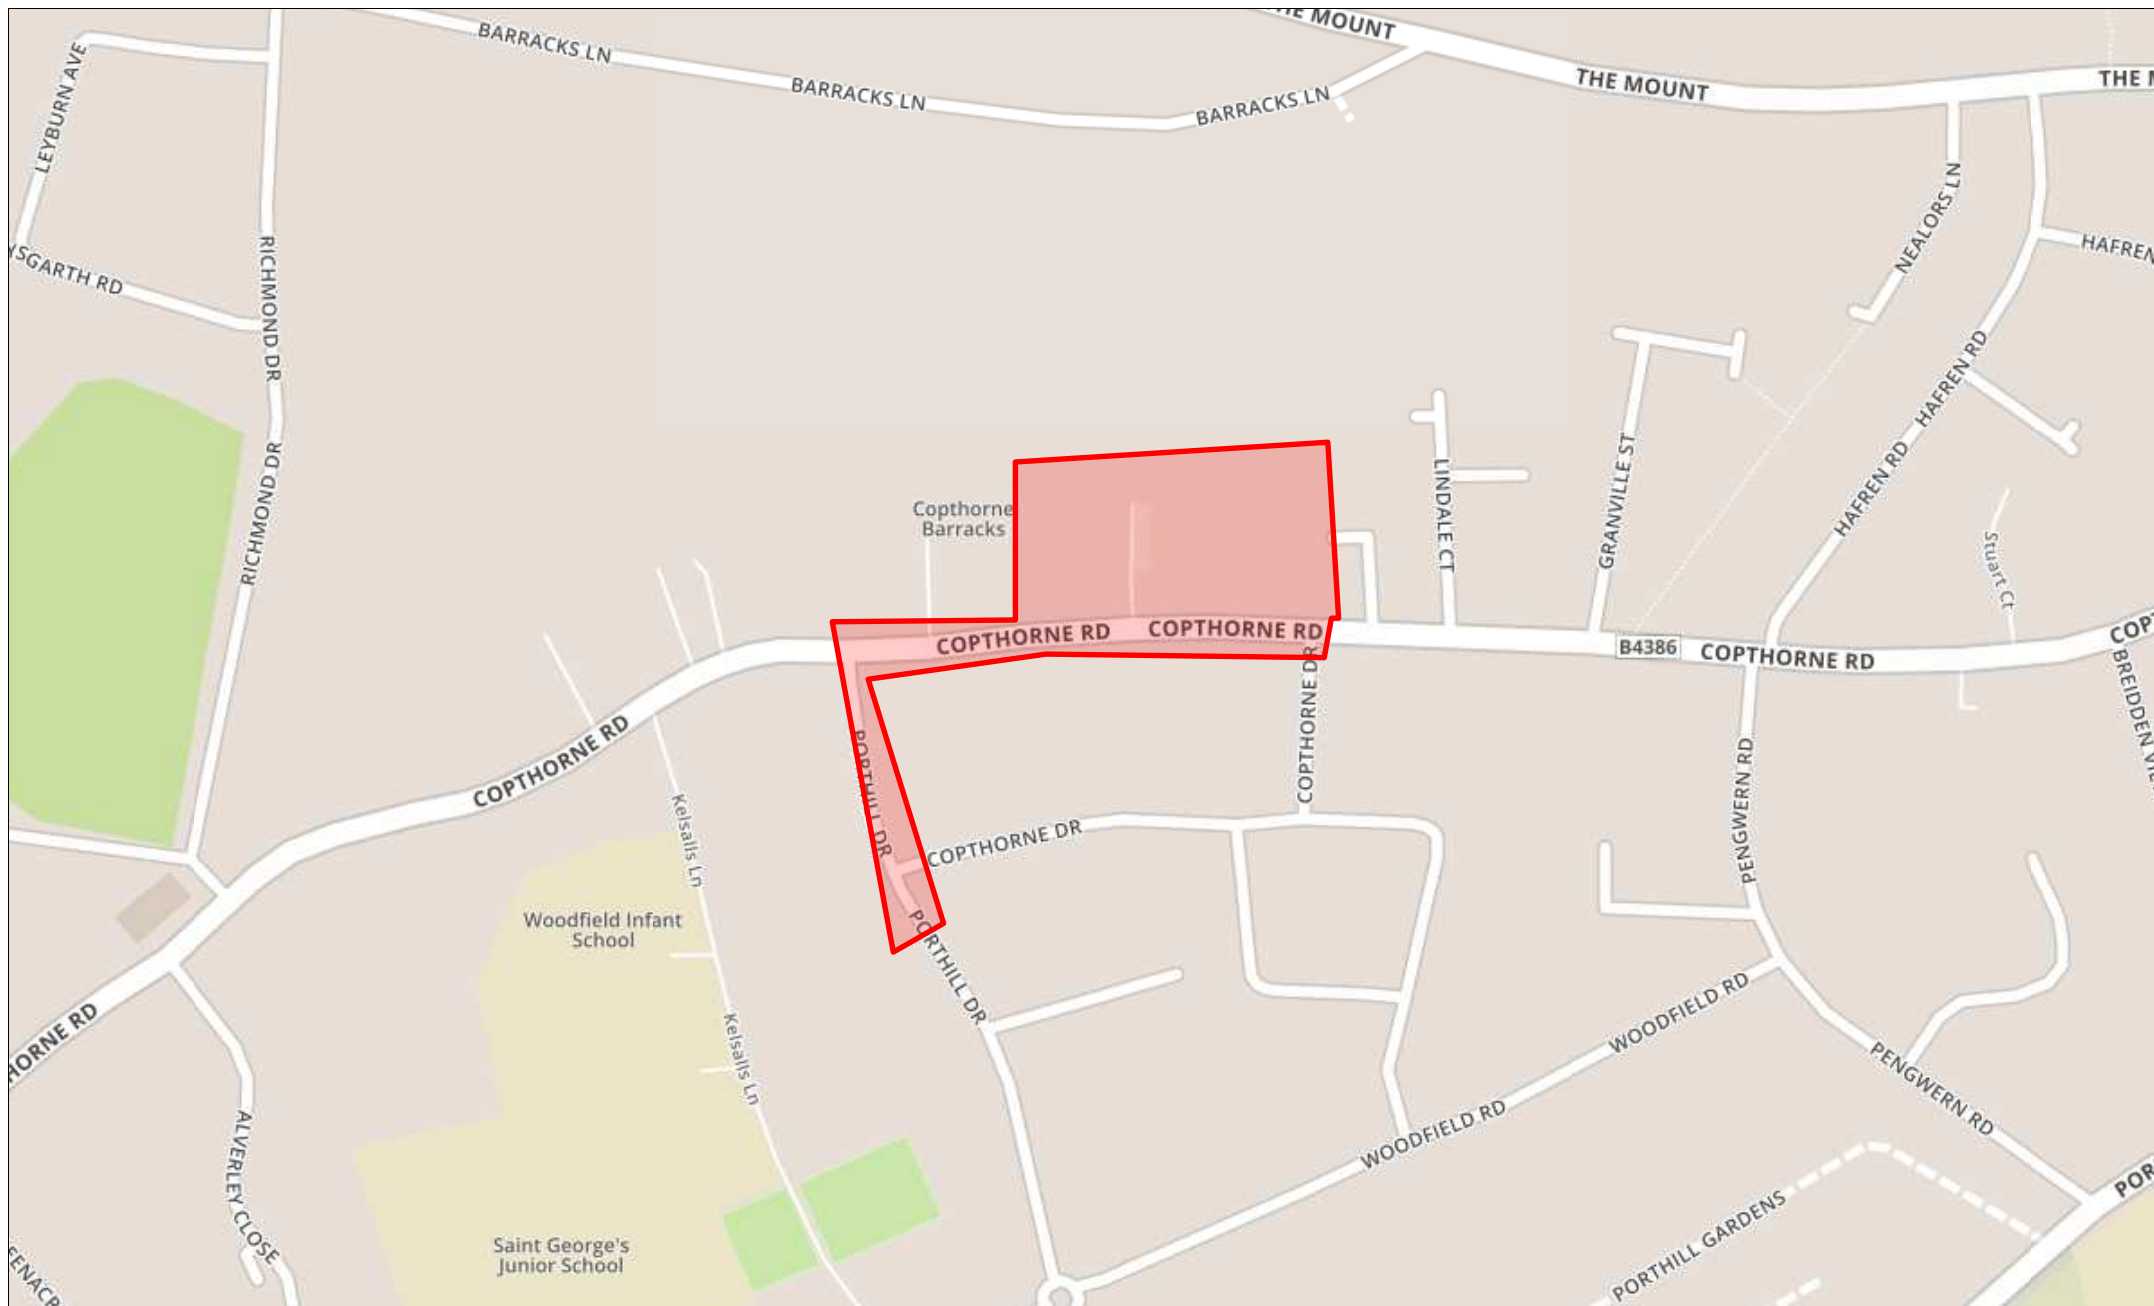 THE MOUNT
BARRACKS LN
LEYBURN AVE
THE MOUNT
BARRACKS LN
BARRACKS LN
NEALORS LN
RICHMOND DR
HAFREN
SGARTH RD
HAFREN RD
HAFREN RD
RICHMOND DR
LINDALE CT
GRANVILLE ST
Copthorne
Barracks
Stuart Ct
COPTHORNE RD
COPTHORNE RD
B4386
COPTHORNE RD
BREIDDEN
COPTHORNE DR
PORTHILL DR
COPTHORNE RD
PENGWERN RD
Kelsalls Ln
COPTHORNE DR
Woodfield Infant
School
PORTHILL DR
WOODFIELD RD
HORNE RD
Kelsalls Ln
PENGWERN RD
WOODFIELD RD
ALVERLEY CLOSE
PORTHILL GARDENS
Saint George's
Junior School